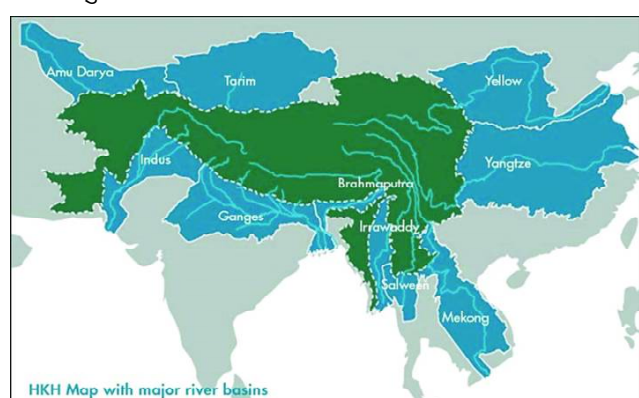 Amu Darya
Tarim
Yellow
Indus
Yangtze
Brahmaputra
Ganges
Irrawaddy
Salween
Mekong
HKH Map with major river basins